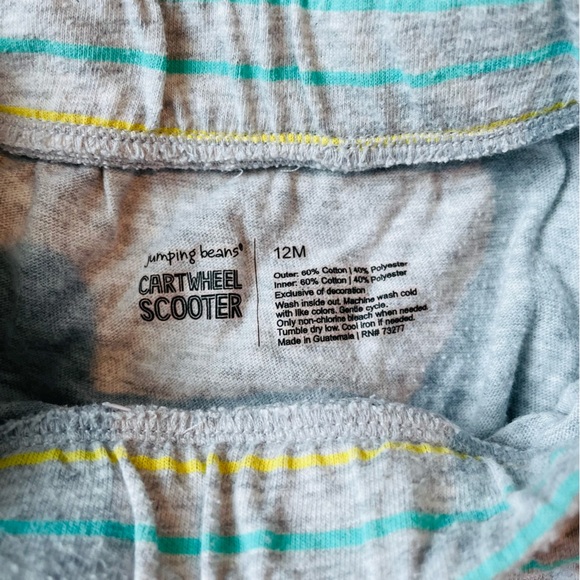 jumping beans®
CARTWHEEL
SCOOTER
12M
Outer: 60% Cotton | 40% Polyester
Inner: 60% Cotton | 40% Polyester
Exclusive of decoration
Wash inside out. Machine wash cold
with like colors. Gentle cycle.
Only non-chlorine bleach when needed
Tumble dry low. Cool iron if needed.
Made in Guatemala | RN# 73277